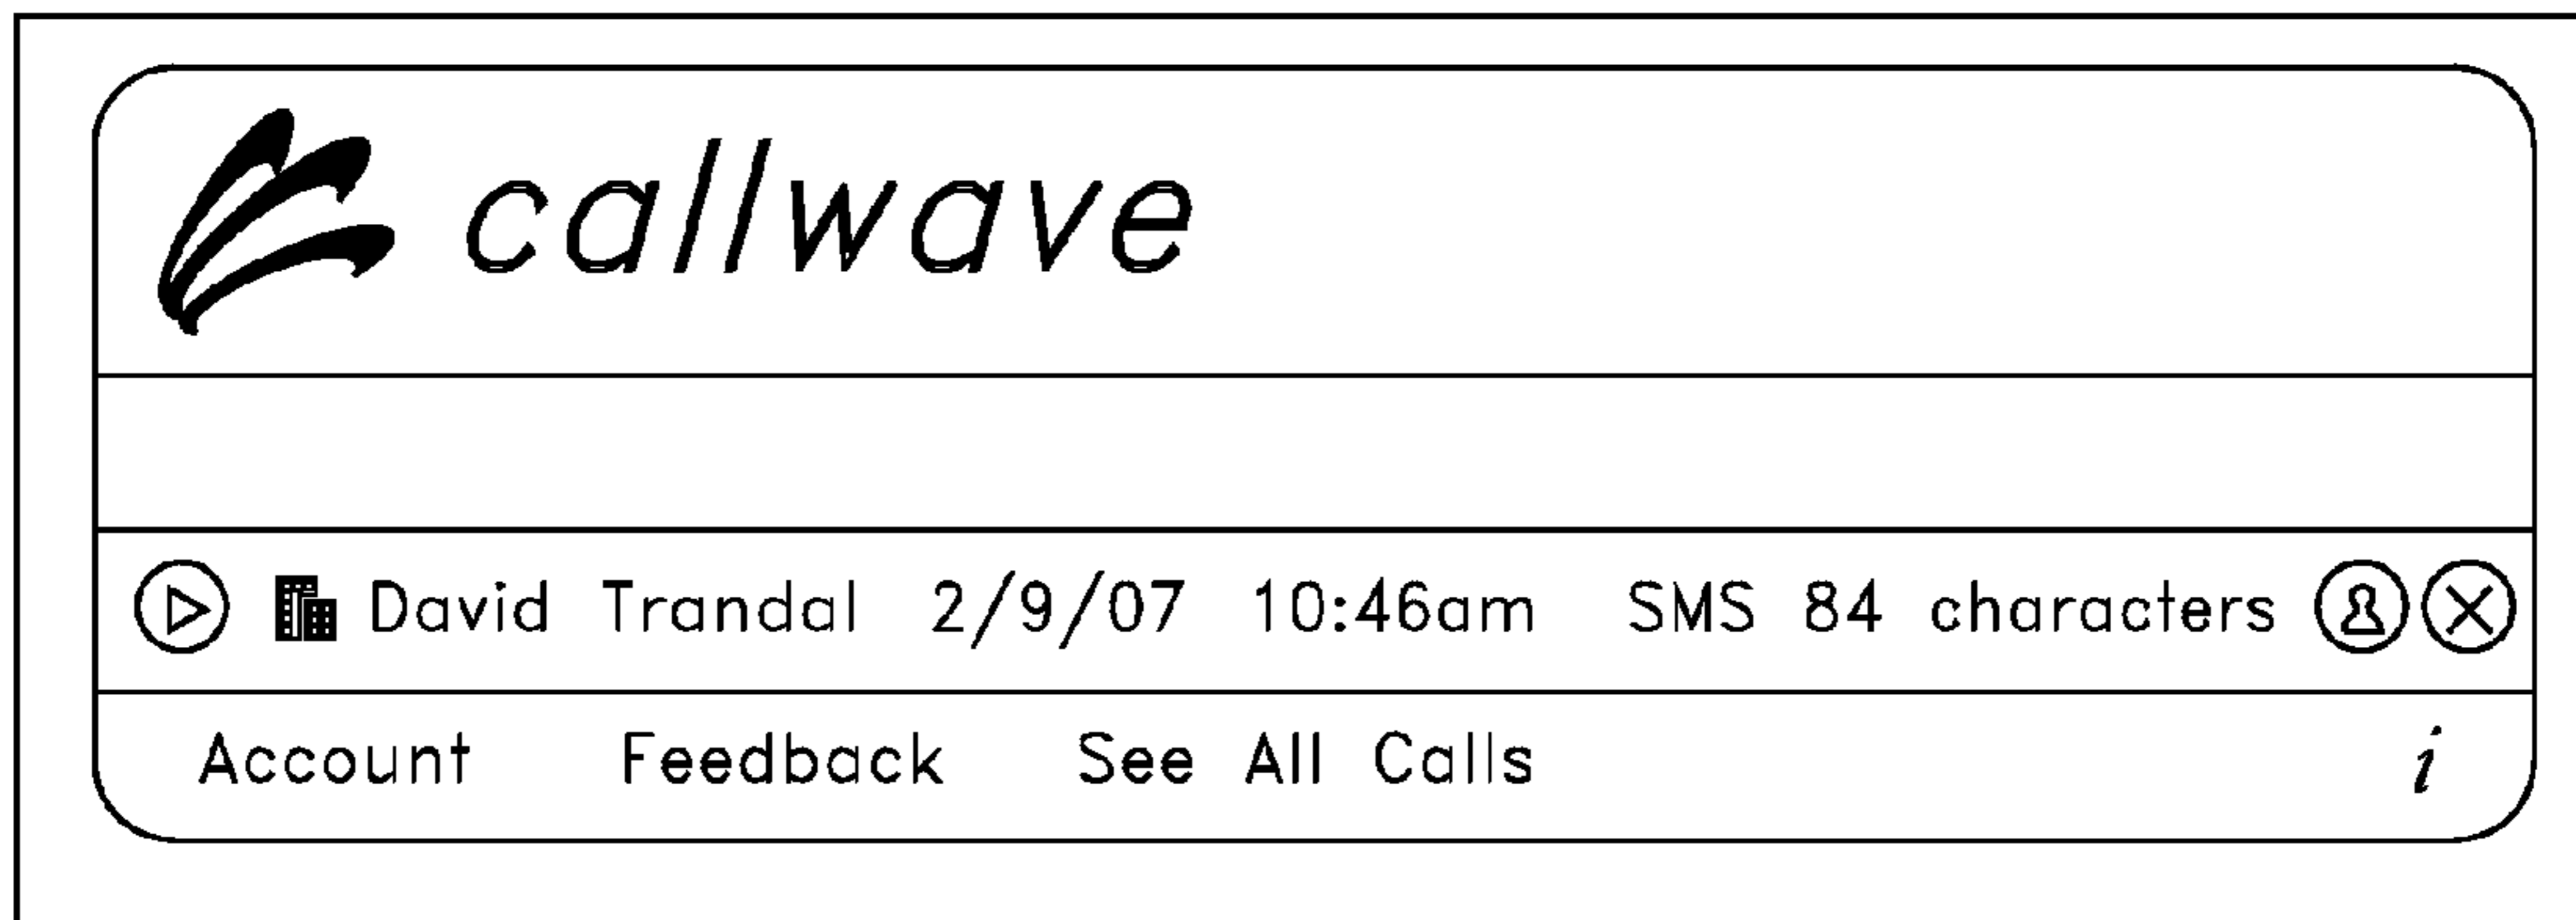 callwave
David Trandal 2/9/07 10:46am SMS 84 characters
Account Feedback See All Calls i